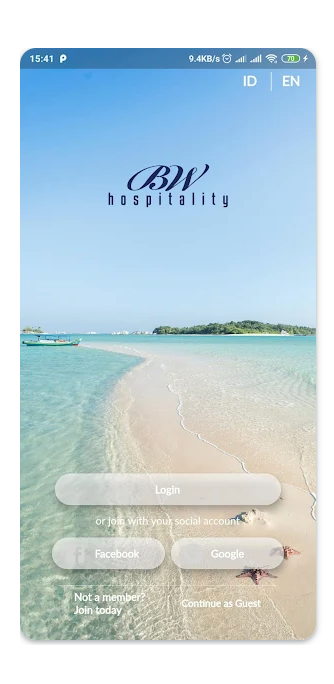 15:41
9.4KB/s
70
ID
EN
BW
hospitality
Login
or join with your social account
Facebook
Google
Not a member?
Join today
Continue as Guest